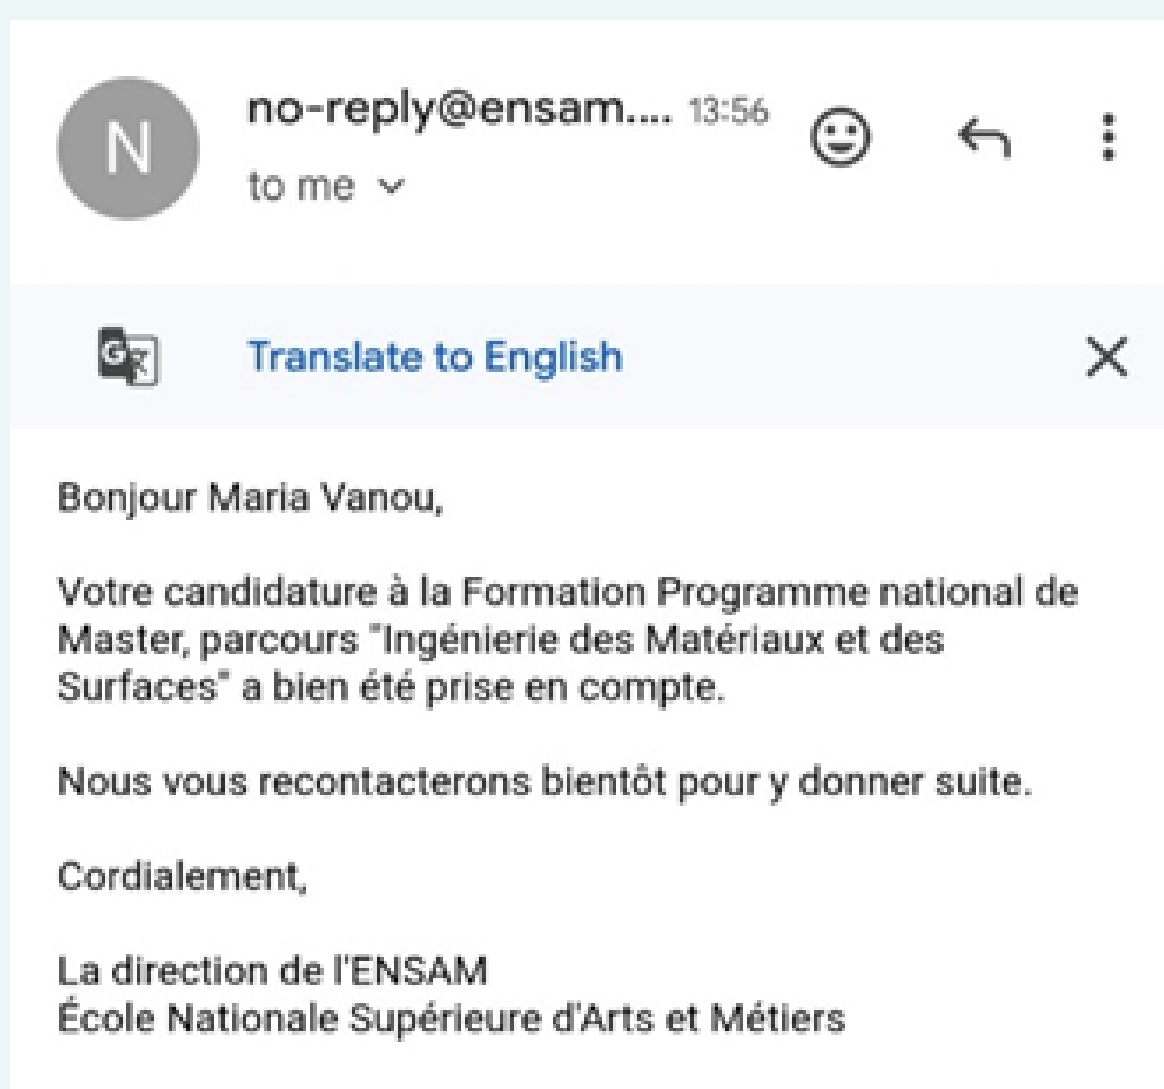 N
no-reply@ensam.... 13:56
to me
Translate to English
Bonjour Maria Vanou,
Votre candidature à la Formation Programme national de
Master, parcours "Ingénierie des Matériaux et des
Surfaces" a bien été prise en compte.
Nous vous recontacterons bientôt pour y donner suite.
Cordialement,
La direction de l'ENSAM
École Nationale Supérieure d'Arts et Métiers